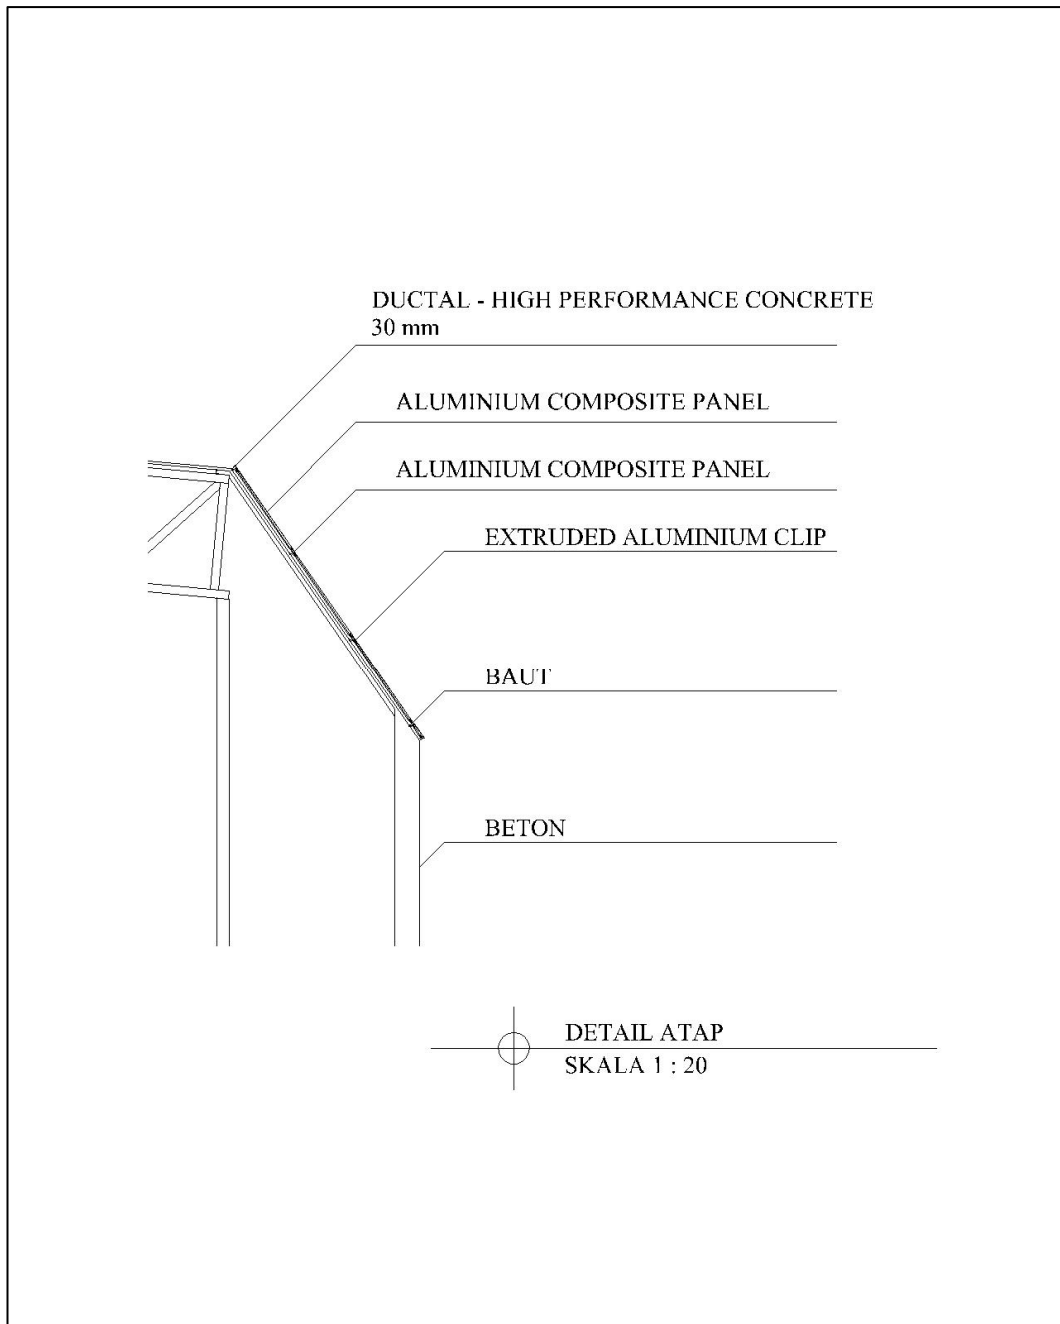 DUCTAL - HIGH PERFORMANCE CONCRETE
30 mm
ALUMINIUM COMPOSITE PANEL
ALUMINIUM COMPOSITE PANEL
EXTRUDED ALUMINIUM CLIP
BAUT
BETON
DETAIL ATAP
SKALA 1 : 20